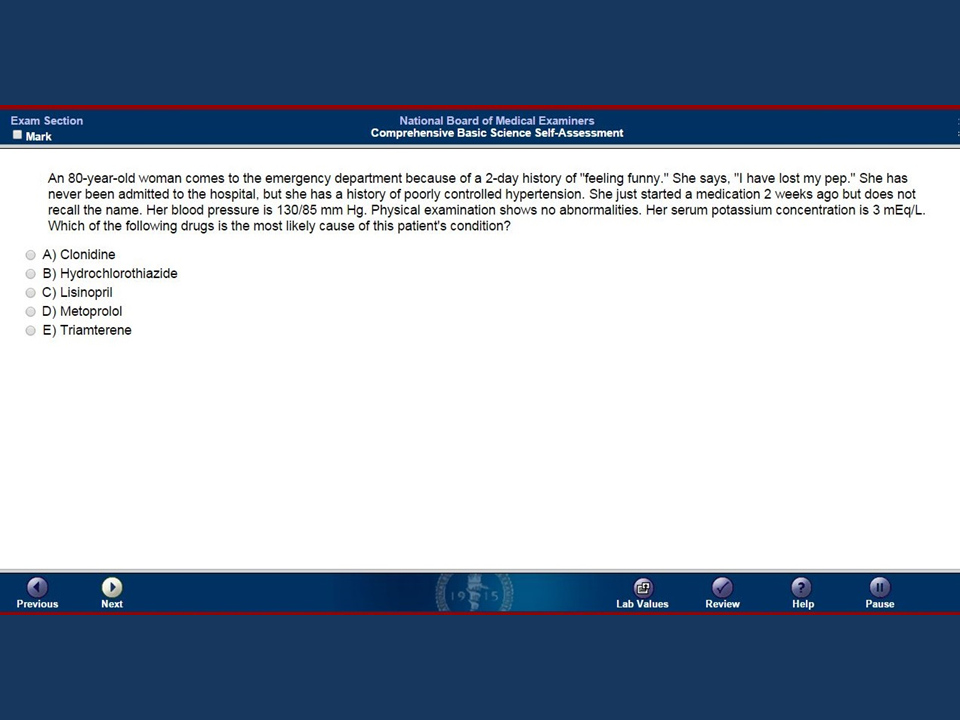 Exam Section
National Board of Medical Examiners
Mark
Comprehensive Basic Science Self-Assessment
An 80-year-old woman comes to the emergency department because of a 2-day history of "feeling funny." She says, "I have lost my pep." She has
never been admitted to the hospital, but she has a history of poorly controlled hypertension. She just started a medication 2 weeks ago but does not
recall the name. Her blood pressure is 130/85 mm Hg. Physical examination shows no abnormalities. Her serum potassium concentration is 3 mEq/L.
Which of the following drugs is the most likely cause of this patient's condition?
A) Clonidine
B) Hydrochlorothiazide
C) Lisinopril
D) Metoprolol
E) Triamterene
Previous
Next
1915
Lab Values
Review
Help
Pause